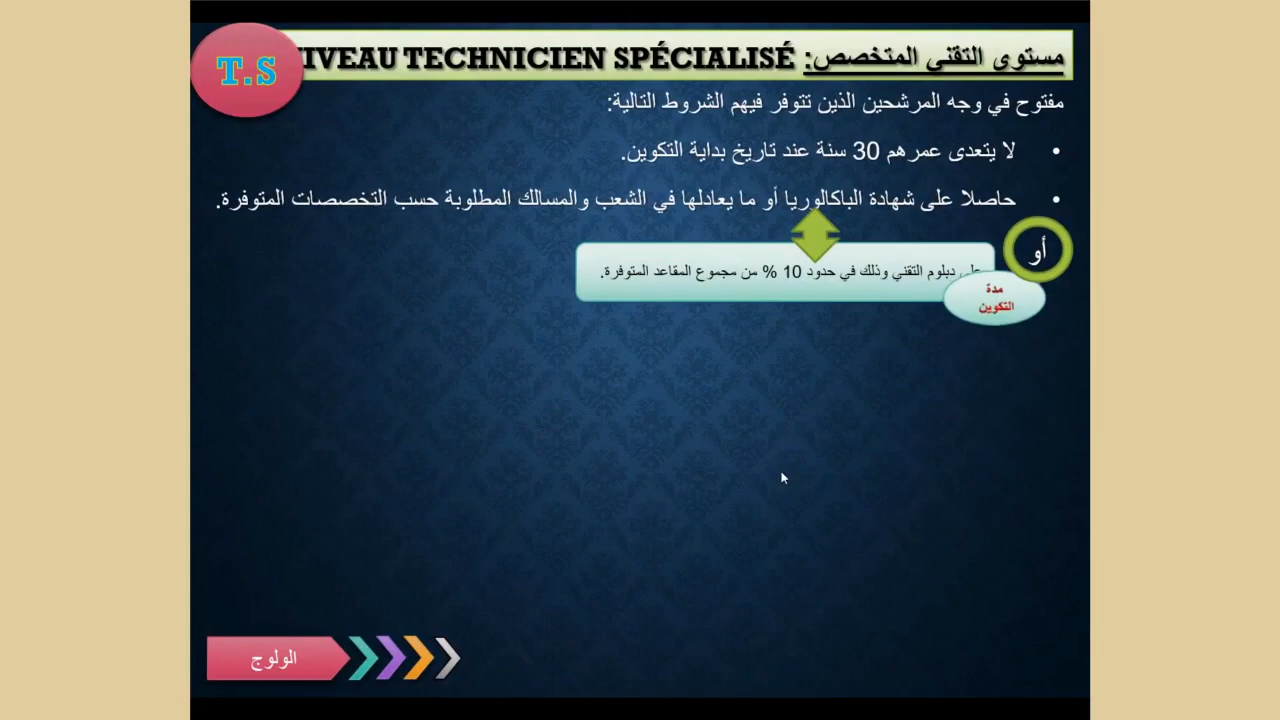 T.S
مستوى التقني المتخصص: IVEAU TECHNICIEN SPÉCIALISÉ
مفتوح في وجه المرشحين الذين تتوفر فيهم الشروط التالية:
• لا يتعدى عمرهم 30 سنة عند تاريخ بداية التكوين.
• حاصلا على شهادة الباكالوريا أو ما يعادلها في الشعب والمسالك المطلوبة حسب التخصصات المتوفرة.
أو
دبلوم التقني وذلك في حدود 10 % من مجموع المقاعد المتوفرة.
مدة
التكوين
الولوج